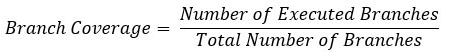 Branch Coverage = Number of Executed Branches / Total Number of Branches